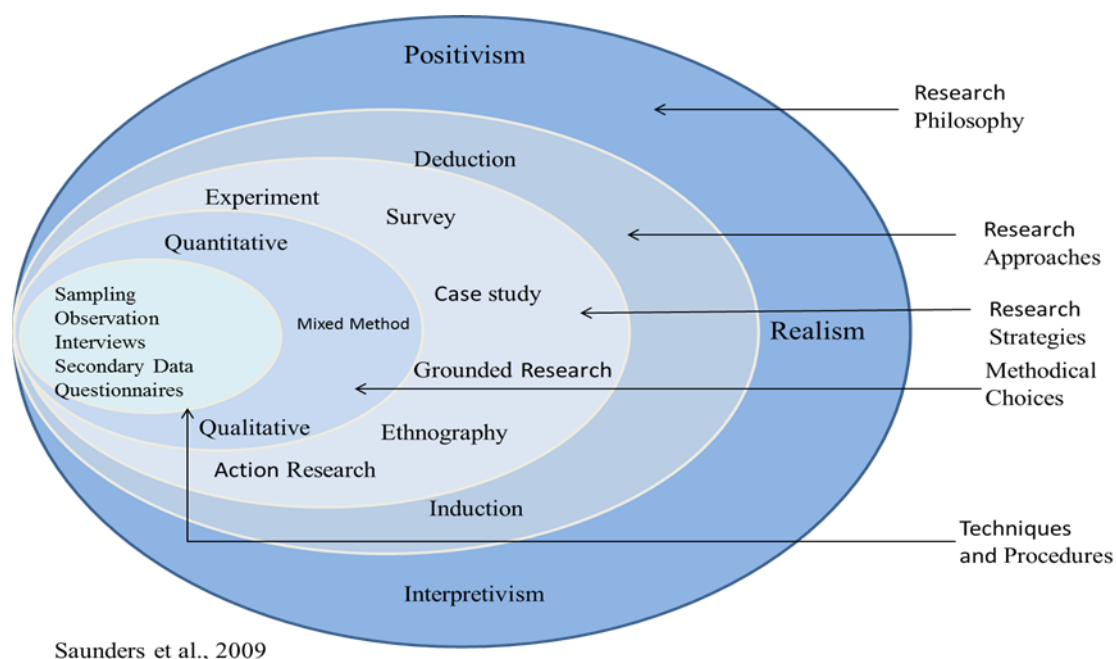 Positivism
Research
Philosophy
Deduction
Experiment
Survey
Quantitative
Research
Approaches
Sampling
Observation
Interviews
Secondary Data
Questionnaires
Case study
Mixed Method
Realism
Research
Strategies
Grounded Research
Methodical
Choices
Qualitative
Ethnography
Action Research
Induction
Techniques
and Procedures
Interpretivism
Saunders et al., 2009